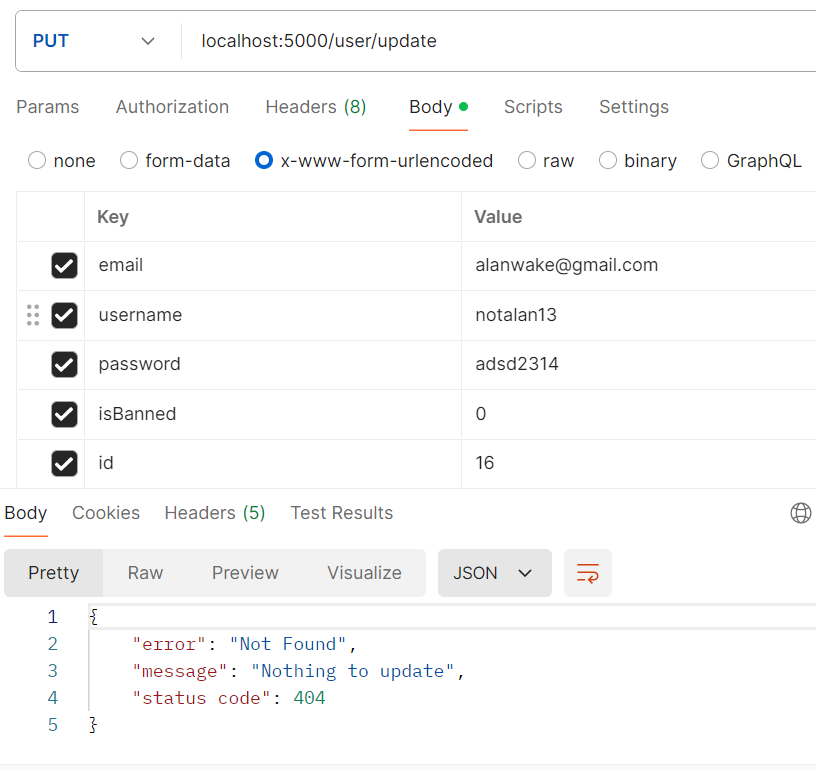 PUT localhost:5000/user/update
Params Authorization Headers (8) Body Scripts Settings
none form-data x-www-form-urlencoded raw binary GraphQL
Key Value
email alanwake@gmail.com
username notalan13
password adsd2314
isBanned 0
id 16
Body Cookies Headers (5) Test Results
Pretty Raw Preview Visualize JSON
1 {
2 "error": "Not Found",
3 "message": "Nothing to update",
4 "status code": 404
5 }